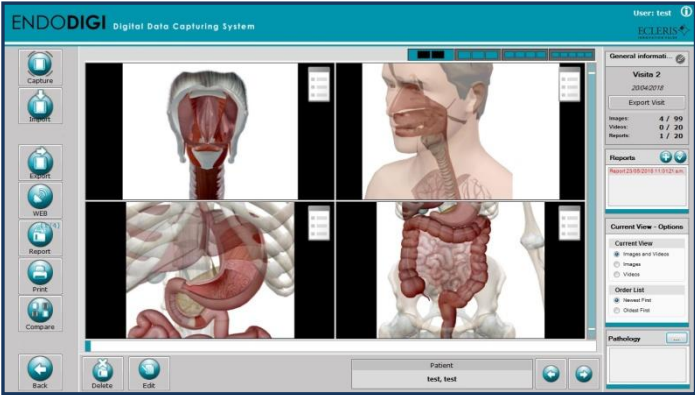 ENDODIGI Digital Data Capturing System
User: test
ECLERIS
Capture
Import
Export
WEB
Report
Print
Compare
Back
Delete
Edit
Patient
test, test
General informati...
Visita 2
20/04/2018
Export Visit
Images: 4 / 99
Videos: 0 / 20
Reports: 1 / 20
Reports
Current View - Options
Current View
Images and Videos
Images
Videos
Order List
Newest First
Oldest First
Pathology ...